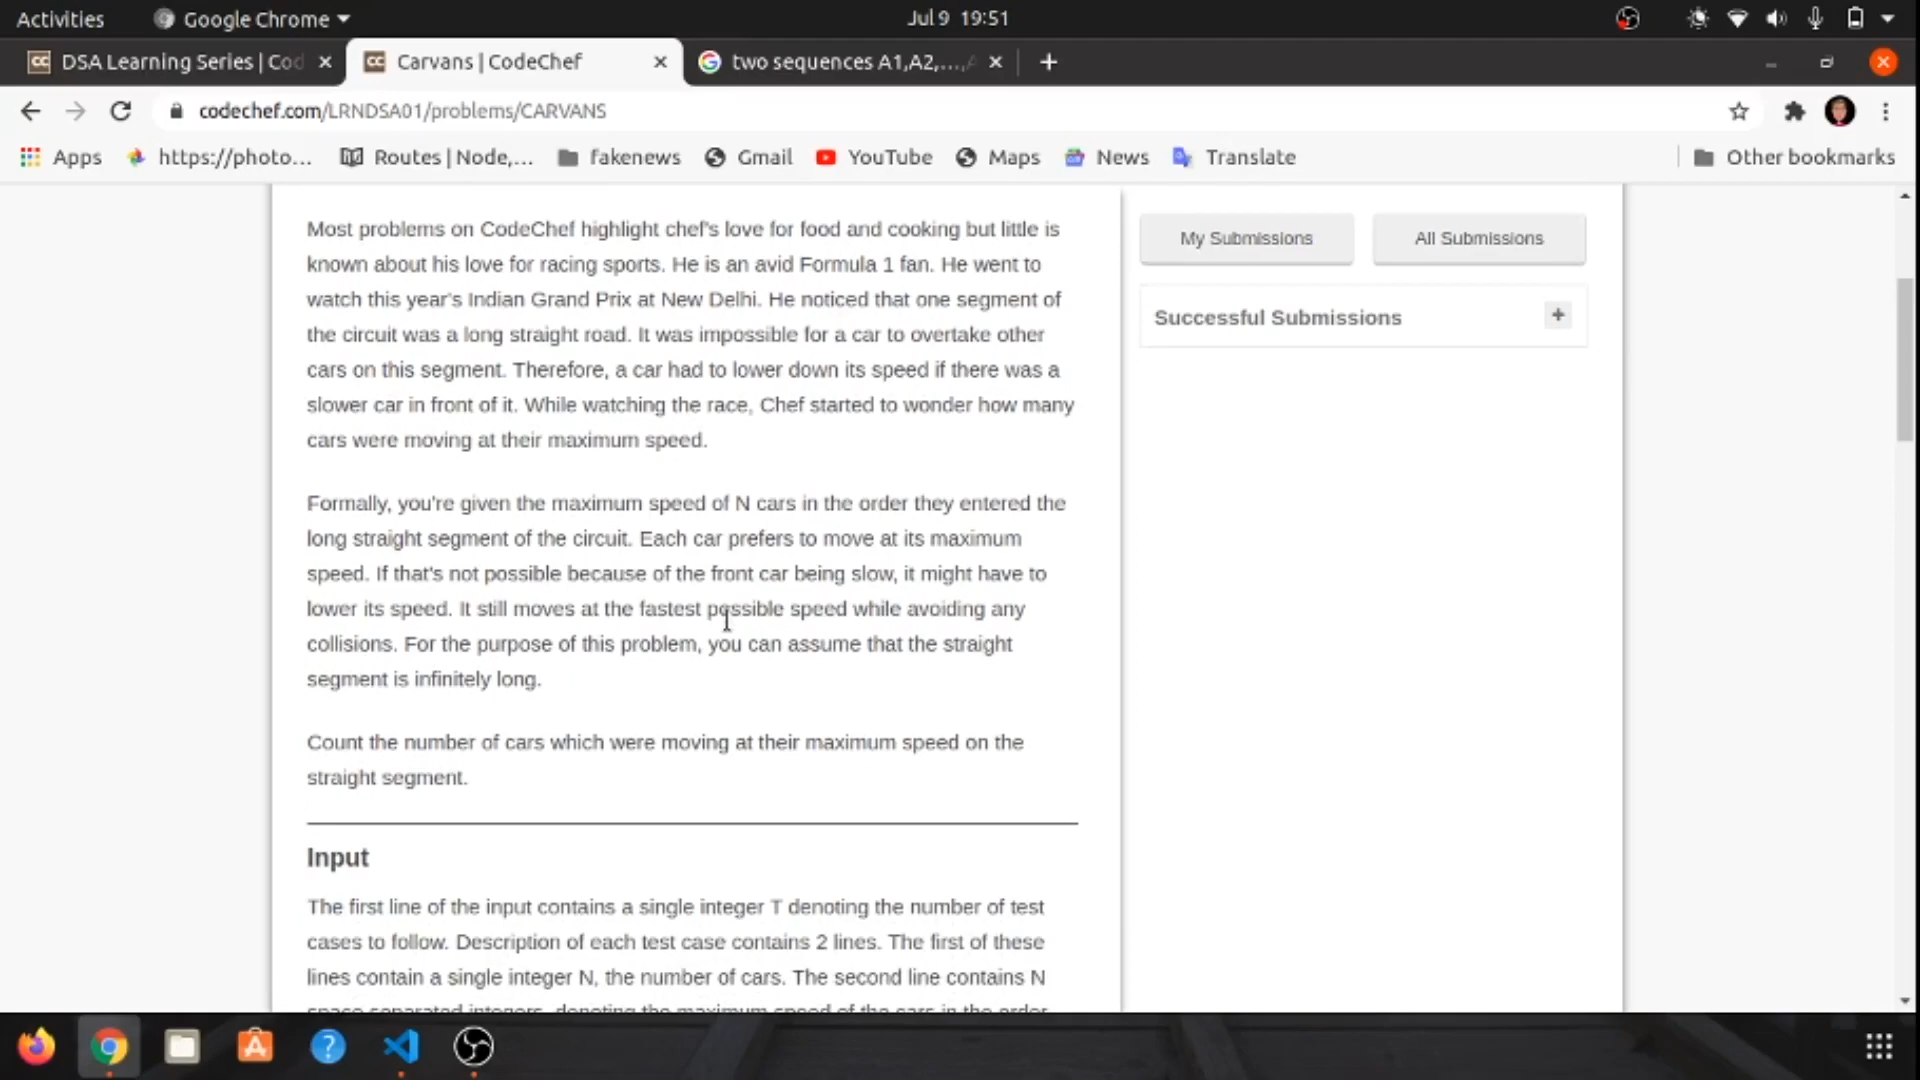 Activities Google Chrome Jul 9 19:51
DSA Learning Series | Cod Carvans | CodeChef two sequences A1,A2,...,A
codechef.com/LRNDSA01/problems/CARVANS
Apps https://photo... Routes | Node,... fakenews Gmail YouTube Maps News Translate Other bookmarks
Most problems on CodeChef highlight chef's love for food and cooking but little is
known about his love for racing sports. He is an avid Formula 1 fan. He went to
watch this year's Indian Grand Prix at New Delhi. He noticed that one segment of
the circuit was a long straight road. It was impossible for a car to overtake other
cars on this segment. Therefore, a car had to lower down its speed if there was a
slower car in front of it. While watching the race, Chef started to wonder how many
cars were moving at their maximum speed.
Formally, you're given the maximum speed of N cars in the order they entered the
long straight segment of the circuit. Each car prefers to move at its maximum
speed. If that's not possible because of the front car being slow, it might have to
lower its speed. It still moves at the fastest possible speed while avoiding any
collisions. For the purpose of this problem, you can assume that the straight
segment is infinitely long.
Count the number of cars which were moving at their maximum speed on the
straight segment.
Input
The first line of the input contains a single integer T denoting the number of test
cases to follow. Description of each test case contains 2 lines. The first of these
lines contain a single integer N, the number of cars. The second line contains N
space separated integers, denoting the maximum speed of the cars in the order
My Submissions All Submissions
Successful Submissions +